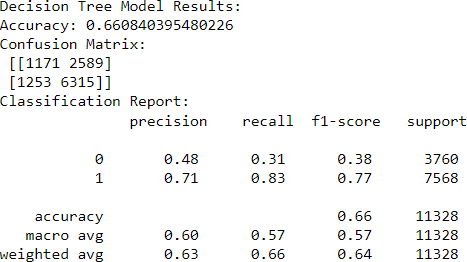 Decision Tree Model Results:
Accuracy: 0.660840395480226
Confusion Matrix:
[[1171 2589]
[1253 6315]]
Classification Report:
precision recall f1-score support
0 0.48 0.31 0.38 3760
1 0.71 0.83 0.77 7568
accuracy 0.66 11328
macro avg 0.60 0.57 0.57 11328
weighted avg 0.63 0.66 0.64 11328